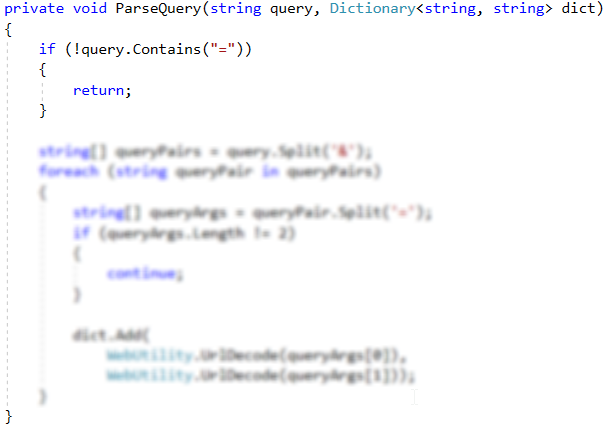 private void ParseQuery(string query, Dictionary<string, string> dict)
{
if (!query.Contains("="))
{
return;
}
string[] queryPairs = query.Split('&');
foreach (string queryPair in queryPairs)
{
string[] queryArgs = queryPair.Split('=');
if (queryArgs.Length != 2)
{
continue;
}
dict.Add(
WebUtility.UrlDecode(queryArgs[0]),
WebUtility.UrlDecode(queryArgs[1]));
}
}